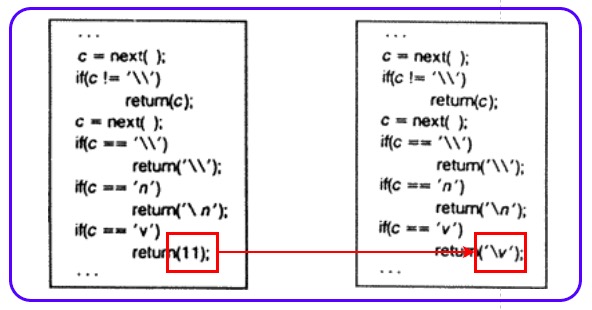 ...
c = next( );
if(c != '\\')
return(c);
c = next( );
if(c == '\\')
return('\\');
if(c == 'n')
return('\ n');
if(c == 'v')
return(11);
...
...
c = next( );
if(c != '\\')
return(c);
c = next( );
if(c == '\\')
return('\\');
if(c == 'n')
return('\n');
if(c == 'v')
return('\v');
...